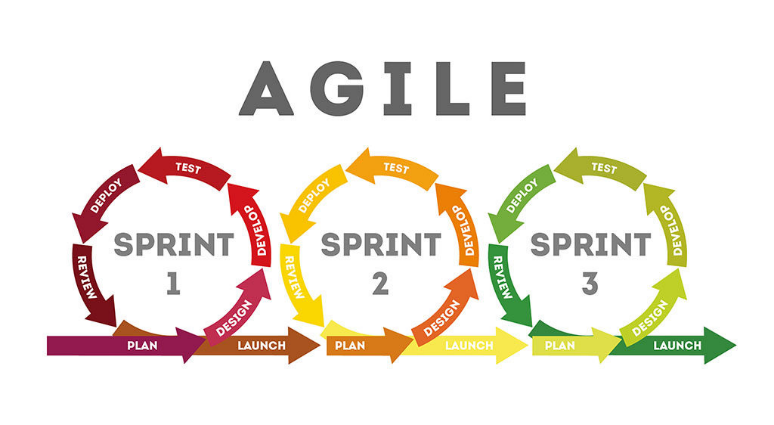 AGILE
TEST
DEPLOY
DEVELOP
SPRINT
1
REVIEW
DESIGN
PLAN
LAUNCH
TEST
DEPLOY
DEVELOP
SPRINT
2
REVIEW
DESIGN
PLAN
LAUNCH
TEST
DEPLOY
DEVELOP
SPRINT
3
REVIEW
DESIGN
PLAN
LAUNCH